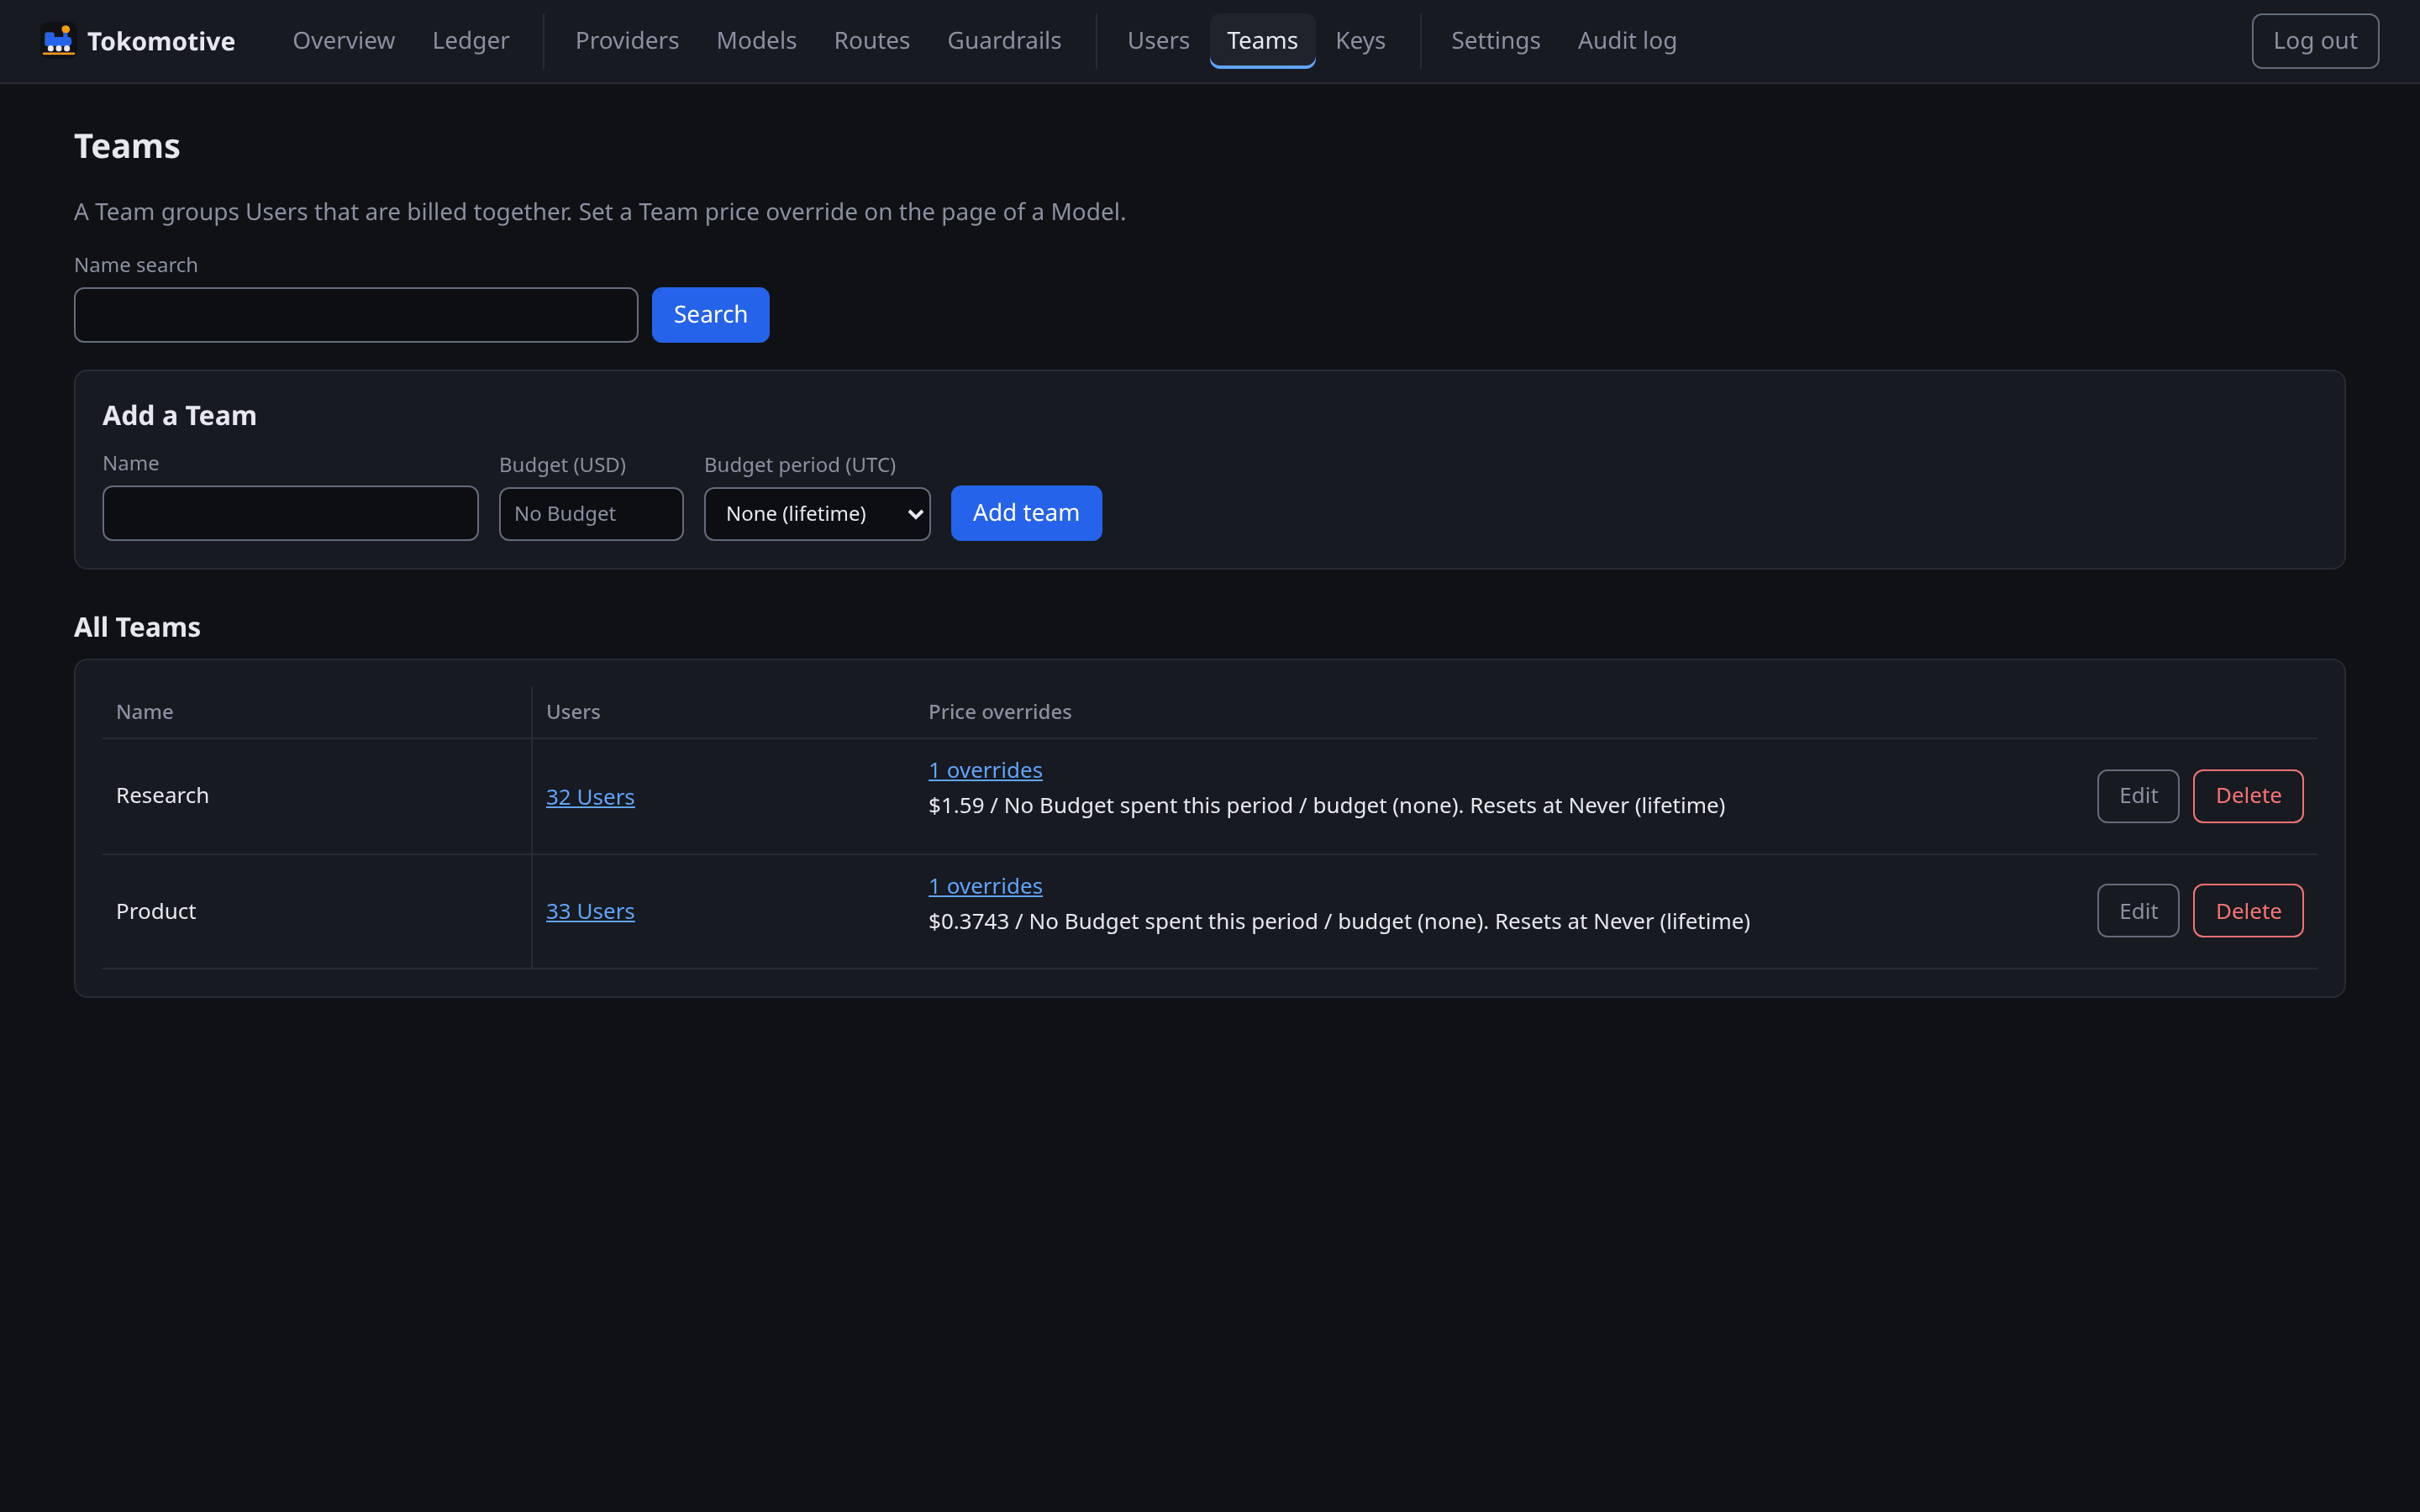 Tokomotive Overview Ledger Providers Models Routes Guardrails Users Teams Keys Settings Audit log Log out
Teams
A Team groups Users that are billed together. Set a Team price override on the page of a Model.
Name search
Search
Add a Team
Name Budget (USD) Budget period (UTC)
No Budget None (lifetime) Add team
All Teams
Name Users Price overrides
1 overrides
Research 32 Users $1.59 / No Budget spent this period / budget (none). Resets at Never (lifetime) Edit Delete
1 overrides
Product 33 Users $0.3743 / No Budget spent this period / budget (none). Resets at Never (lifetime) Edit Delete